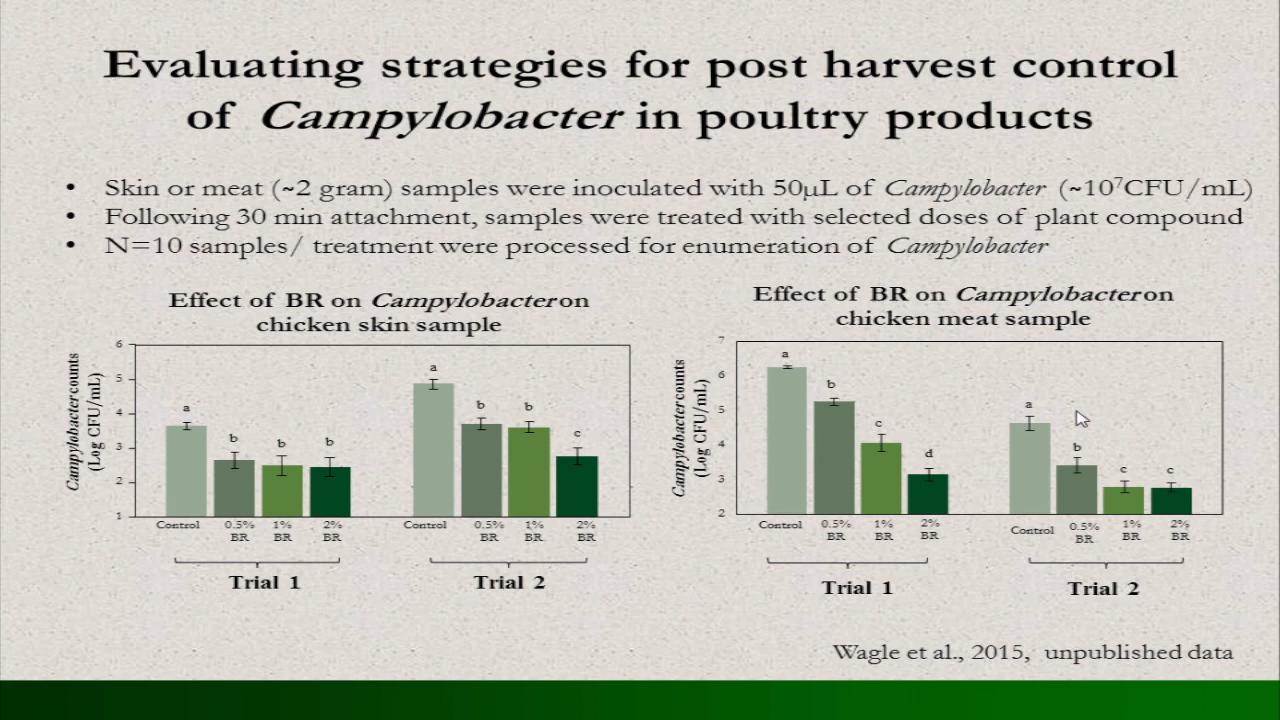 Evaluating strategies for post harvest control
of Campylobacter in poultry products
• Skin or meat (~2 gram) samples were inoculated with 50µL of Campylobacter (~10⁷CFU/mL)
• Following 30 min attachment, samples were treated with selected doses of plant compound
• N=10 samples/ treatment were processed for enumeration of Campylobacter
Effect of BR on Campylobacter on
chicken skin sample
Campylobacter counts
(Log CFU/mL)
6
5
4
3
2
1
a
b
b
b
a
b
b
c
Control 0.5% 1% 2% Control 0.5% 1% 2%
BR BR BR BR BR BR
Trial 1 Trial 2
Effect of BR on Campylobacter on
chicken meat sample
Campylobacter counts
(Log CFU/mL)
7
6
5
4
3
2
a
b
c
d
a
b
c
c
Control 0.5% 1% 2% Control 0.5% 1% 2%
BR BR BR BR BR BR
Trial 1 Trial 2
Wagle et al., 2015, unpublished data